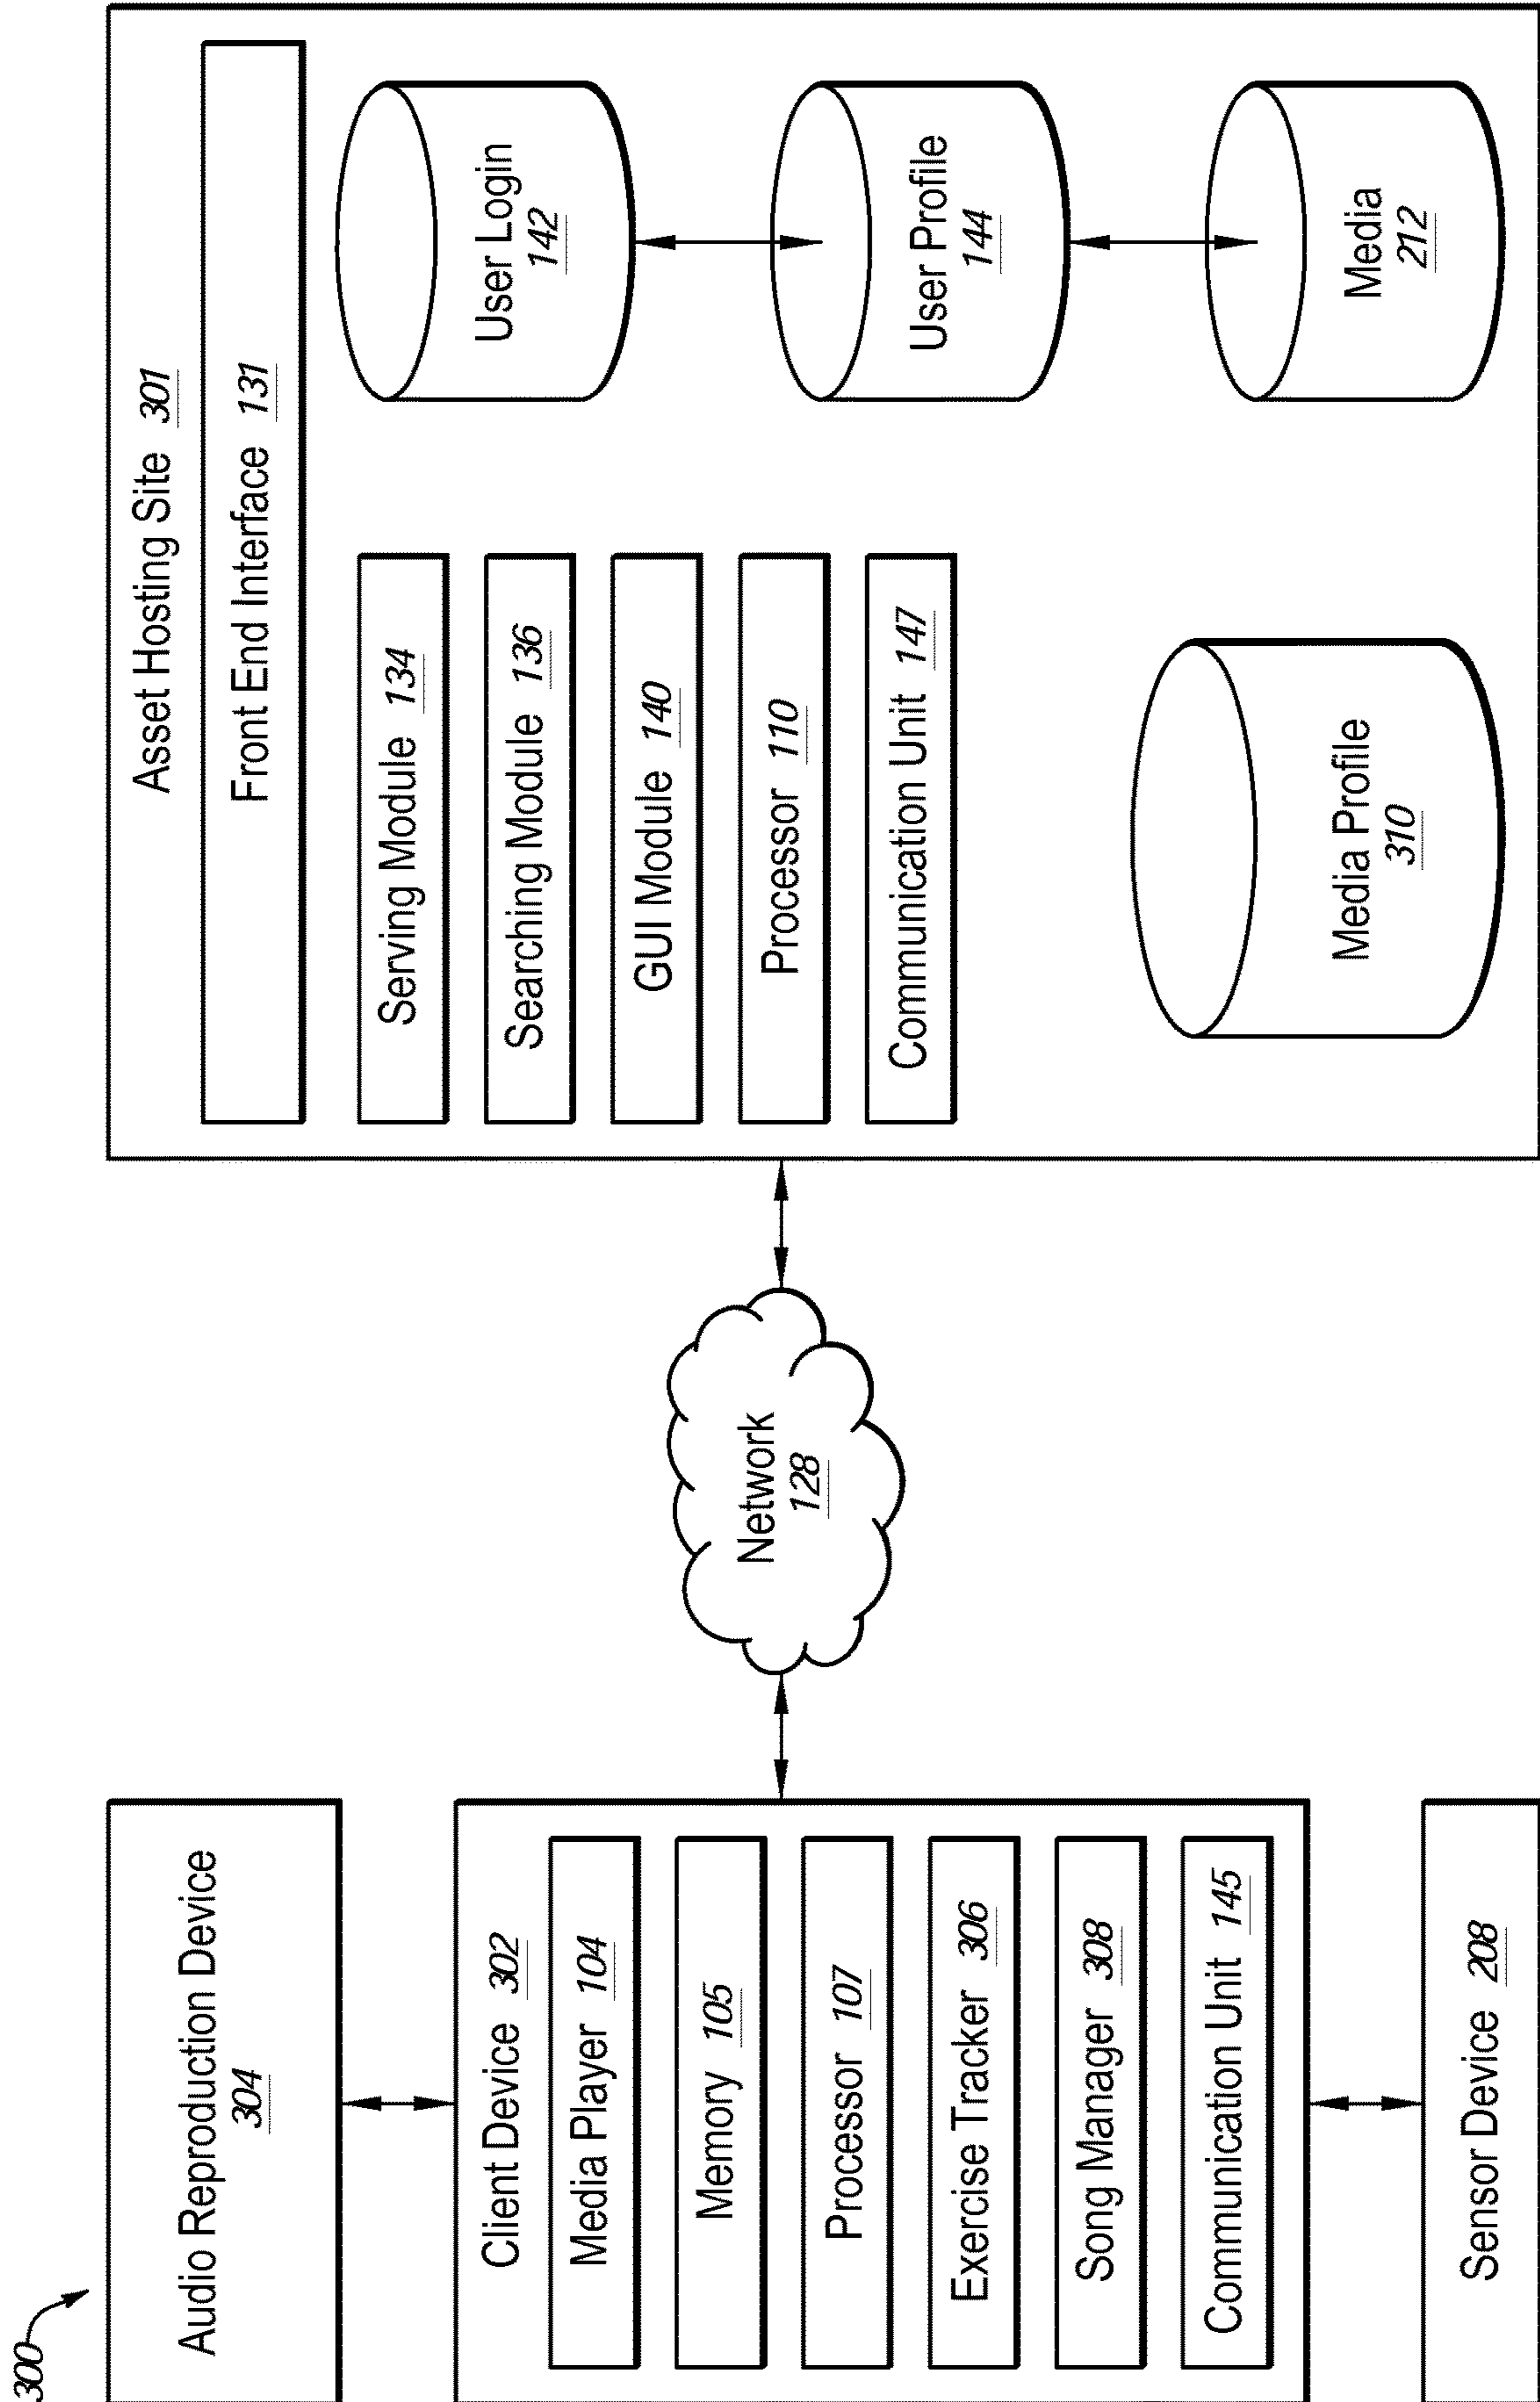 300
Audio Reproduction Device
304
Client Device 302
Media Player 104
Memory 105
Processor 107
Exercise Tracker 306
Song Manager 308
Communication Unit 145
Sensor Device 208
Network
128
Asset Hosting Site 301
Front End Interface 131
Serving Module 134
Searching Module 136
GUI Module 140
Processor 110
Communication Unit 147
Media Profile
310
User Login
142
User Profile
144
Media
212